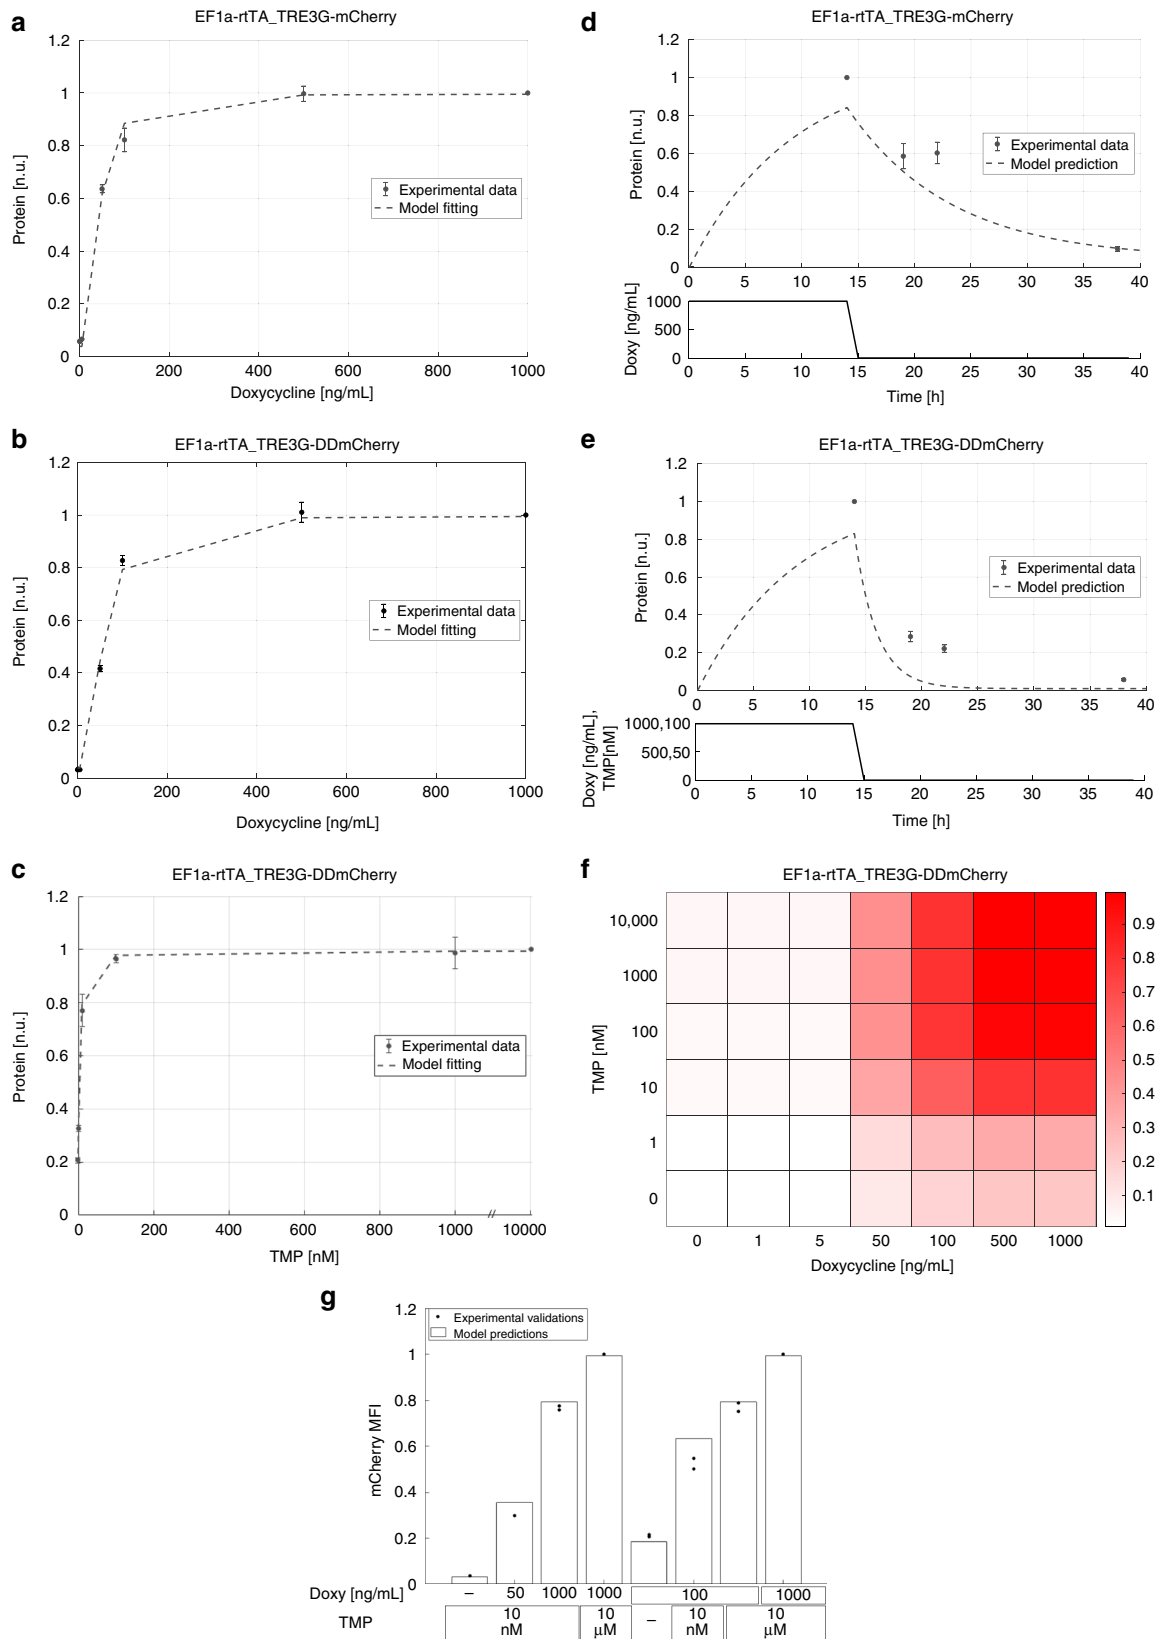 a
EF1a-rtTA_TRE3G-mCherry
1.2
1
0.8
0.6
0.4
0.2
0
Protein [n.u.]
Experimental data
Model fitting
0 200 400 600 800 1000
Doxycycline [ng/mL]
b
EF1a-rtTA_TRE3G-DDmCherry
1.2
1
0.8
0.6
0.4
0.2
0
Protein [n.u.]
Experimental data
Model fitting
0 200 400 600 800 1000
Doxycycline [ng/mL]
c
EF1a-rtTA_TRE3G-DDmCherry
1.2
1
0.8
0.6
0.4
0.2
0
Protein [n.u.]
Experimental data
Model fitting
0 200 400 600 800 1000 // 10000
TMP [nM]
d
EF1a-rtTA_TRE3G-mCherry
1.2
1
0.8
0.6
0.4
0.2
0
Protein [n.u.]
Experimental data
Model prediction
0 5 10 15 20 25 30 35 40
Doxy [ng/mL]
1000
500
0
0 5 10 15 20 25 30 35 40
Time [h]
e
EF1a-rtTA_TRE3G-DDmCherry
1.2
1
0.8
0.6
0.4
0.2
0
Protein [n.u.]
Experimental data
Model prediction
0 5 10 15 20 25 30 35 40
Doxy [ng/mL],
TMP[nM]
1000,100
500,50
0
0 5 10 15 20 25 30 35 40
Time [h]
f
EF1a-rtTA_TRE3G-DDmCherry
10,000
1000
100
10
1
0
TMP [nM]
0 1 5 50 100 500 1000
Doxycycline [ng/mL]
0.9
0.8
0.7
0.6
0.5
0.4
0.3
0.2
0.1
g
1.2
1
0.8
0.6
0.4
0.2
0
mCherry MFI
Experimental validations
Model predictions
Doxy [ng/mL] – 50 1000 1000 100 1000
TMP 10 nM 10 µM – 10 nM 10 µM